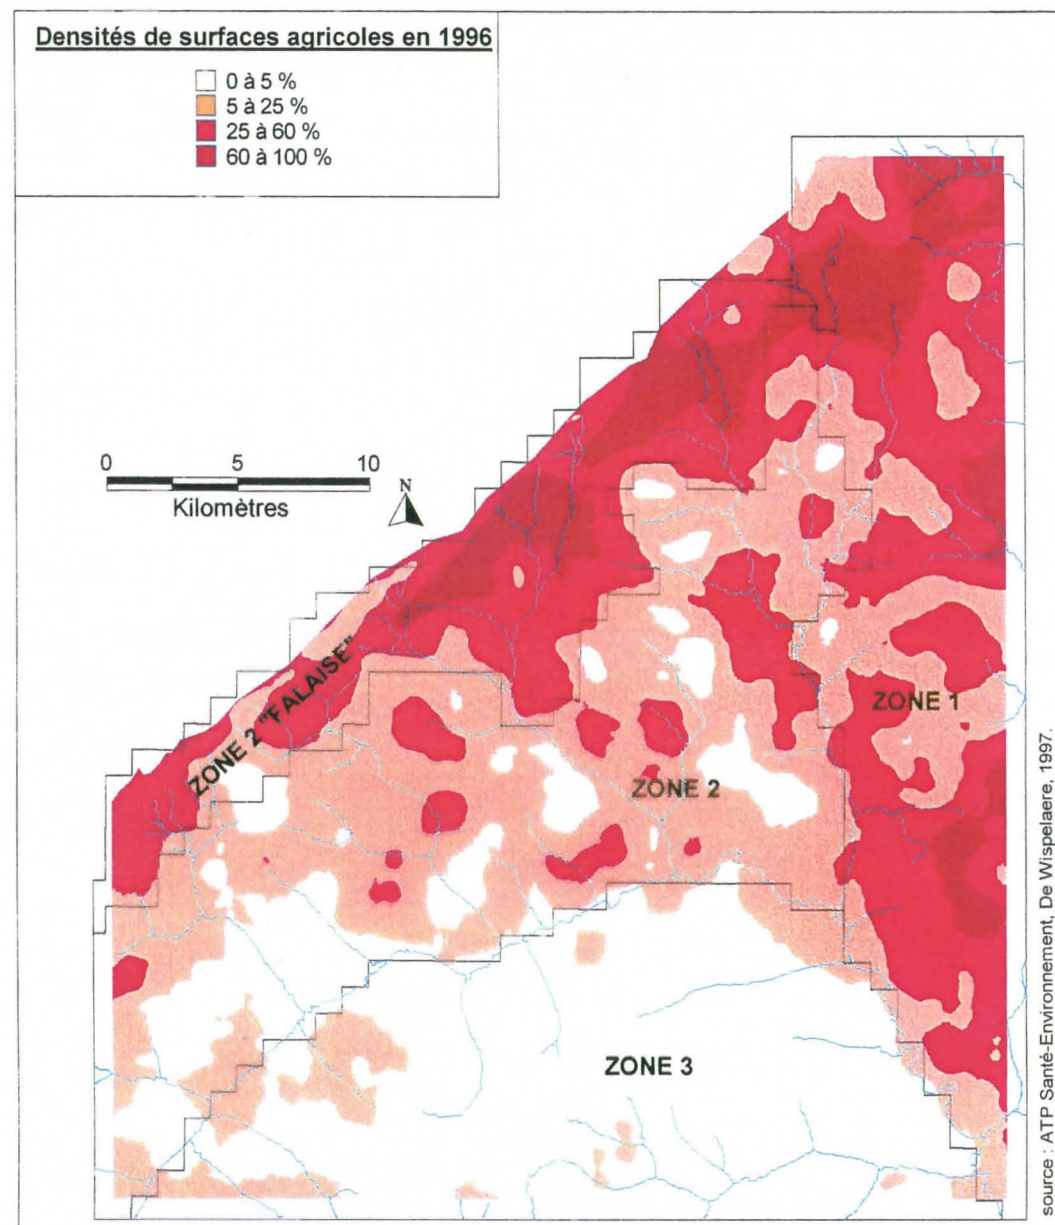 Densités de surfaces agricoles en 1996
0 à 5 %
5 à 25 %
25 à 60 %
60 à 100 %
0 5 10
Kilomètres
N
ZONE 2 "FALAISE"
ZONE 1
ZONE 2
ZONE 3
source : ATP Santé-Environnement, De Wispelaere, 1997.